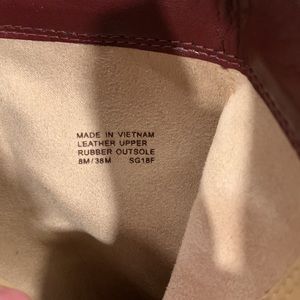 MADE IN VIETNAM
LEATHER UPPER
RUBBER OUTSOLE
8M/38M SG18F